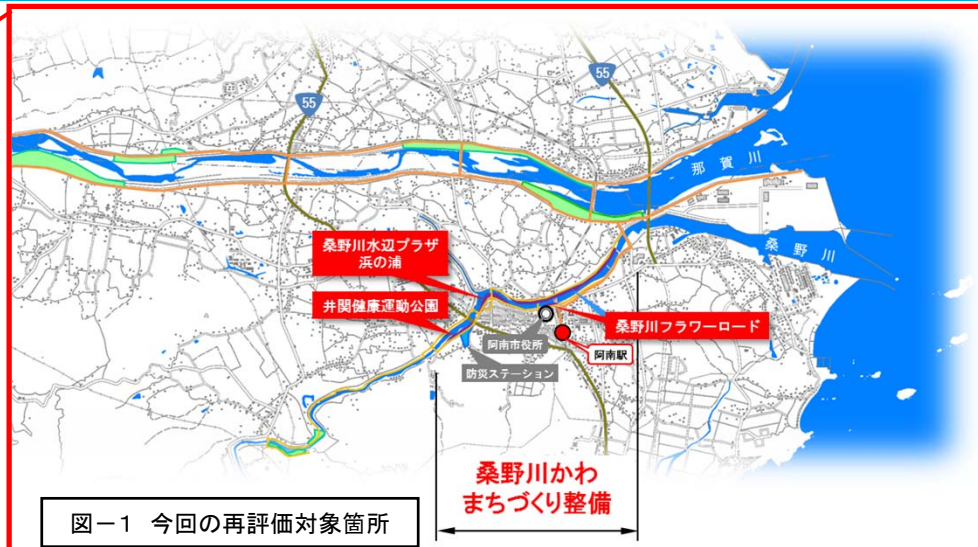 55
55
那賀川
桑野川
桑野川水辺プラザ
浜の浦
井関健康運動公園
桑野川フラワーロード
阿南市役所
阿南駅
防災ステーション
桑野川かわ
まちづくり整備
図－1 今回の再評価対象箇所